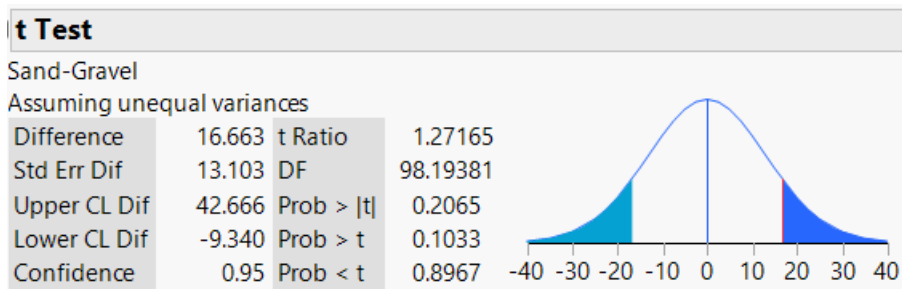 t Test
Sand-Gravel
Assuming unequal variances
Difference 16.663 t Ratio 1.27165
Std Err Dif 13.103 DF 98.19381
Upper CL Dif 42.666 Prob > |t| 0.2065
Lower CL Dif -9.340 Prob > t 0.1033
Confidence 0.95 Prob < t 0.8967
-40 -30 -20 -10 0 10 20 30 40